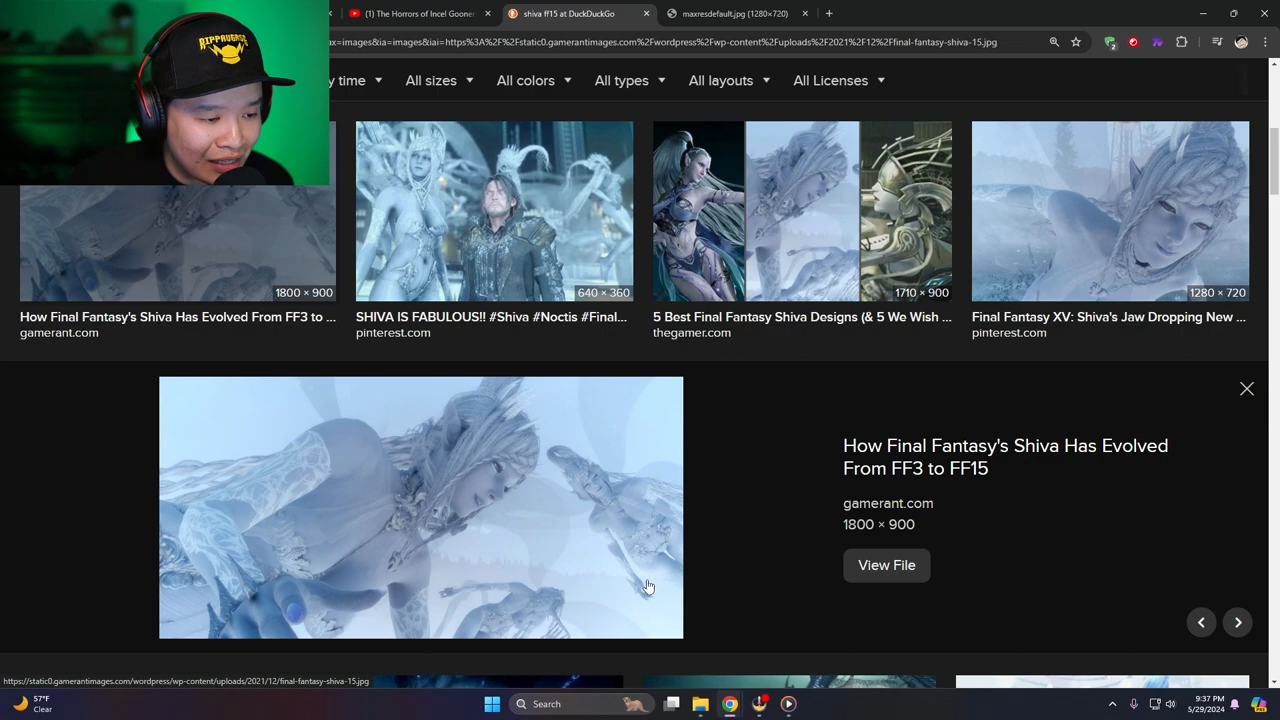 (1) The Horrors of Incel Gooner
shiva ff15 at DuckDuckGo
maxresdefault.jpg (1280×720)
RIPPAVERSE
ax=images&ia=images&iai=https%3A%2F%2Fstatic0.gamerantimages.com%2Fwordpress%2Fwp-content%2Fuploads%2F2021%2F12%2Ffinal-fantasy-shiva-15.jpg
y time
All sizes
All colors
All types
All layouts
All Licenses
1800 × 900
640 × 360
1710 × 900
1280 × 720
How Final Fantasy's Shiva Has Evolved From FF3 to ...
SHIVA IS FABULOUS!! #Shiva #Noctis #Final...
5 Best Final Fantasy Shiva Designs (& 5 We Wish ...
Final Fantasy XV: Shiva's Jaw Dropping New ...
gamerant.com
pinterest.com
thegamer.com
pinterest.com
How Final Fantasy's Shiva Has Evolved
From FF3 to FF15
gamerant.com
1800 × 900
View File
https://static0.gamerantimages.com/wordpress/wp-content/uploads/2021/12/final-fantasy-shiva-15.jpg
57°F
Clear
Search
9:37 PM
5/29/2024